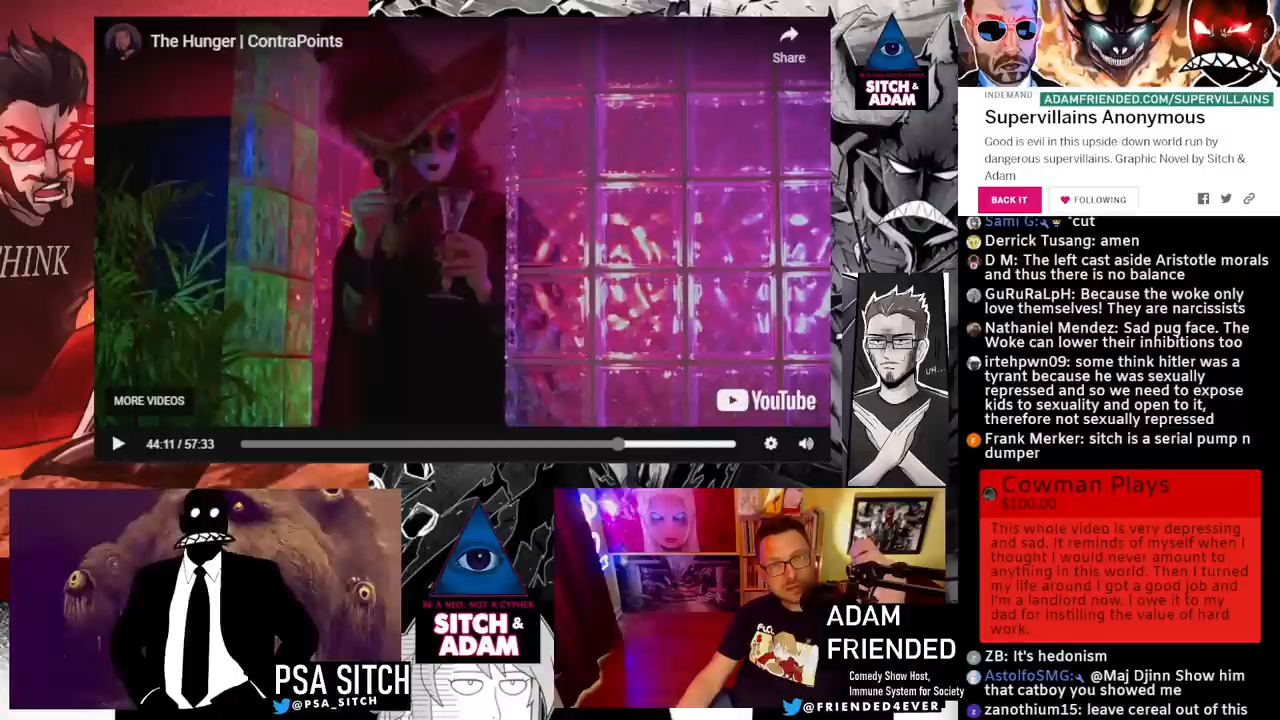 The Hunger | ContraPoints
Share
MORE VIDEOS
YouTube
44:11 / 57:33
THINK
SITCH &
ADAM
UH...
INDEMAND
ADAMFRIENDED.COM/SUPERVILLAINS
Supervillains Anonymous
Good is evil in this upside-down world run by
dangerous supervillains. Graphic Novel by Sitch &
Adam
BACK IT
FOLLOWING
Sami G: *cut
Derrick Tusang: amen
D M: The left cast aside Aristotle morals
and thus there is no balance
GuRuRaLpH: Because the woke only
love themselves! They are narcissists
Nathaniel Mendez: Sad pug face. The
Woke can lower their inhibitions too
irtehpwn09: some think hitler was a
tyrant because he was sexually
repressed and so we need to expose
kids to sexuality and open to it,
therefore not sexually repressed
Frank Merker: sitch is a serial pump n
dumper
Cowman Plays
$100.00
This whole video is very depressing
and sad. It reminds of myself when I
thought I would never amount to
anything in this world. Then I turned
my life around I got a good job and
I'm a landlord now. I owe it to my
dad for instilling the value of hard
work.
ZB: It's hedonism
AstolfoSMG: @Maj Djinn Show him
that catboy you showed me
zanothium15: leave cereal out of this
PSA SITCH
@PSA_SITCH
BE A NEO, NOT A CYPHER
SITCH &
ADAM
ADAM
FRIENDED
Comedy Show Host,
Immune System for Society
@FRIENDED4EVER